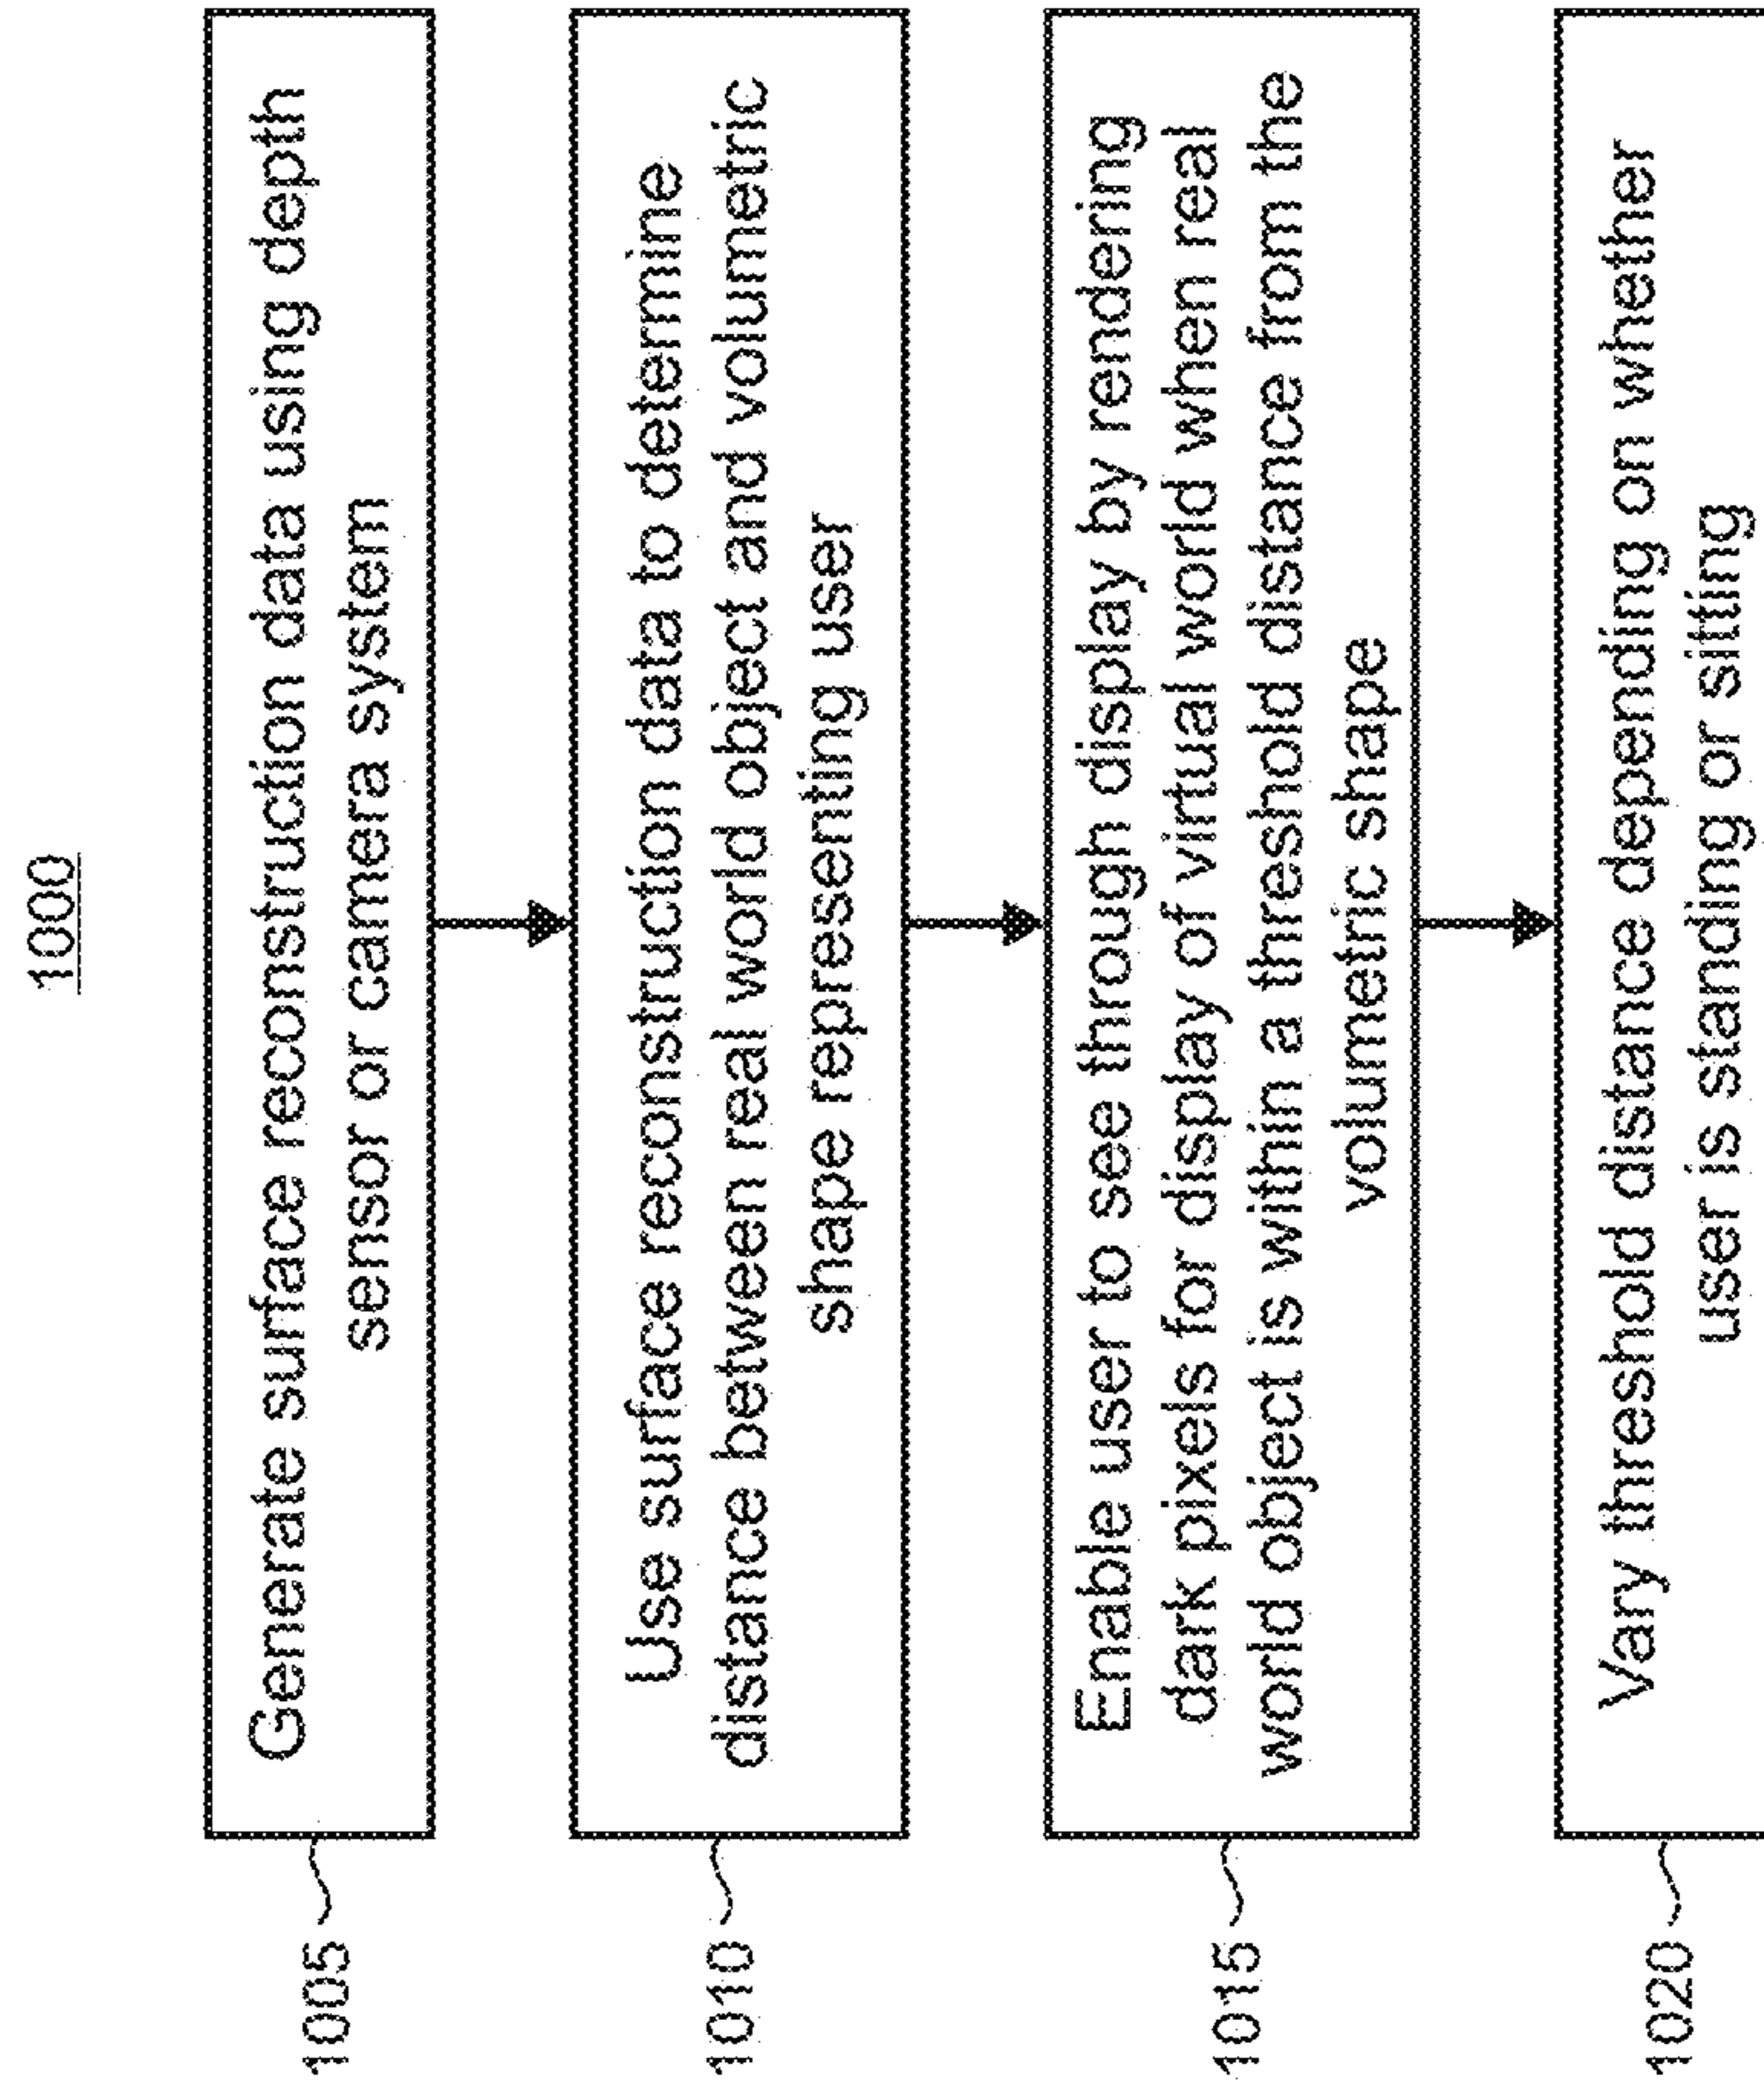 1000
1005
Generate surface reconstruction data using depth
sensor or camera system
1010
Use surface reconstruction data to determine
distance between real world object and volumetric
shape representing user
1015
Enable user to see through display by rendering
dark pixels for display of virtual world when real
world object is within a threshold distance from the
volumetric shape
1020
Vary threshold distance depending on whether
user is standing or sitting